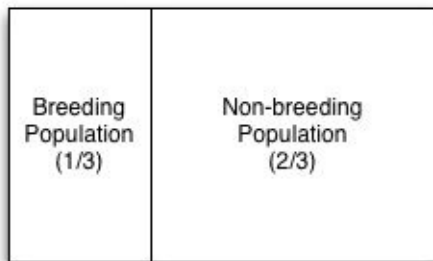 Breeding
Population
(1/3)
Non-breeding
Population
(2/3)